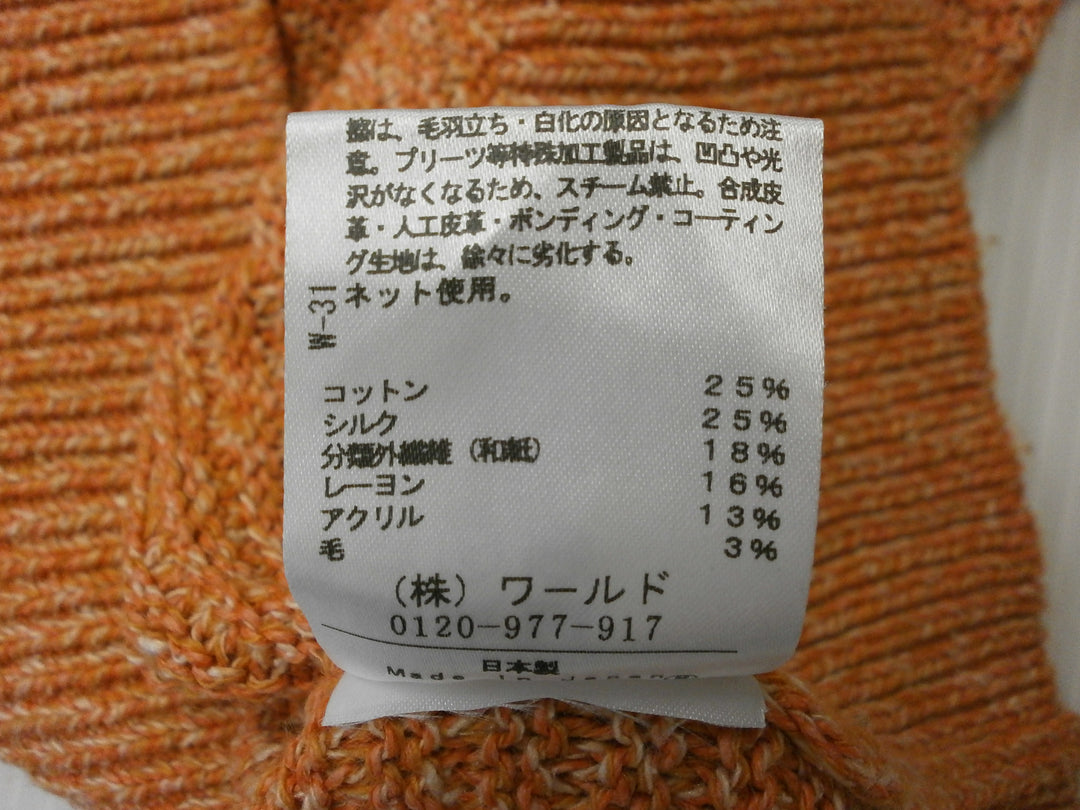 擦は、毛羽立ち・白化の原因となるため注
意。プリーツ等特殊加工製品は、凹凸や光
沢がなくなるため、スチーム禁止。合成皮
革・人工皮革・ボンディング・コーティン
グ生地は、徐々に劣化する。
ネット使用。
W-31
コットン 25%
シルク 25%
分類外繊維（和紙） 18%
レーヨン 16%
アクリル 13%
毛 3%
（株）ワールド
0120-977-917
日本製
Made in Japan